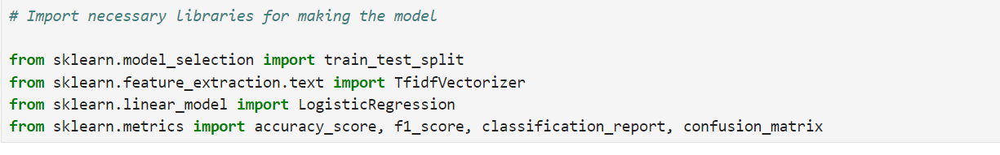 # Import necessary libraries for making the model
from sklearn.model_selection import train_test_split
from sklearn.feature_extraction.text import TfidfVectorizer
from sklearn.linear_model import LogisticRegression
from sklearn.metrics import accuracy_score, f1_score, classification_report, confusion_matrix